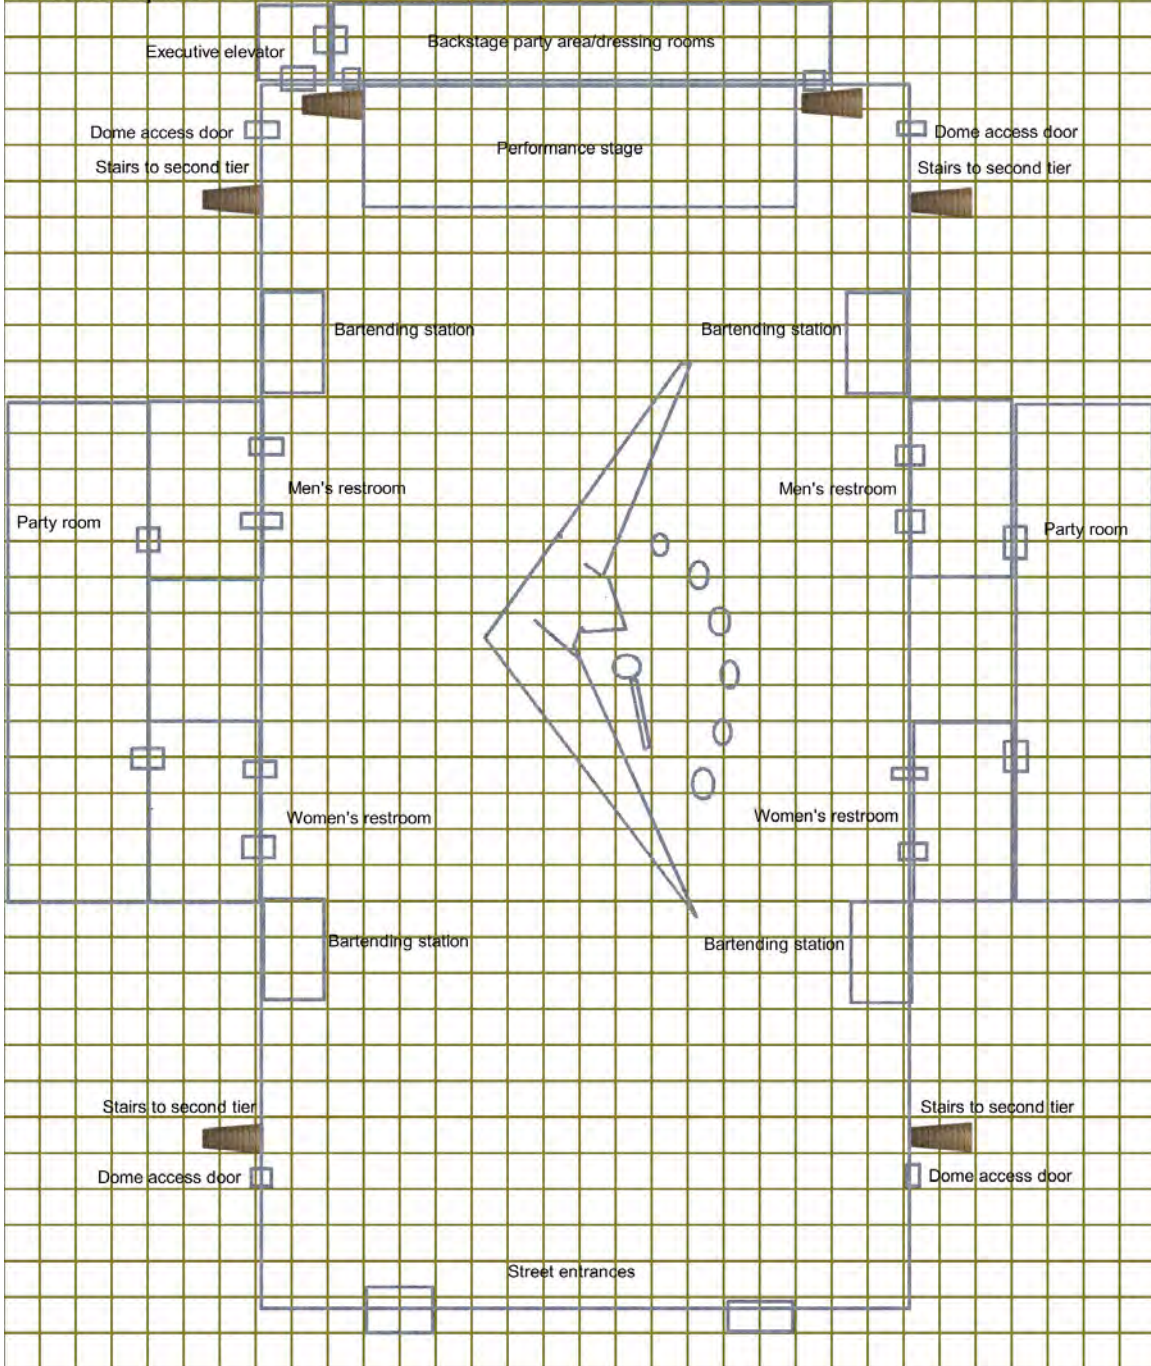 Backstage party area/dressing rooms
Executive elevator
Dome access door
Dome access door
Performance stage
Stairs to second tier
Stairs to second tier
Bartending station
Bartending station
Men's restroom
Men's restroom
Party room
Party room
Women's restroom
Women's restroom
Bartending station
Bartending station
Stairs to second tier
Stairs to second tier
Dome access door
Dome access door
Street entrances